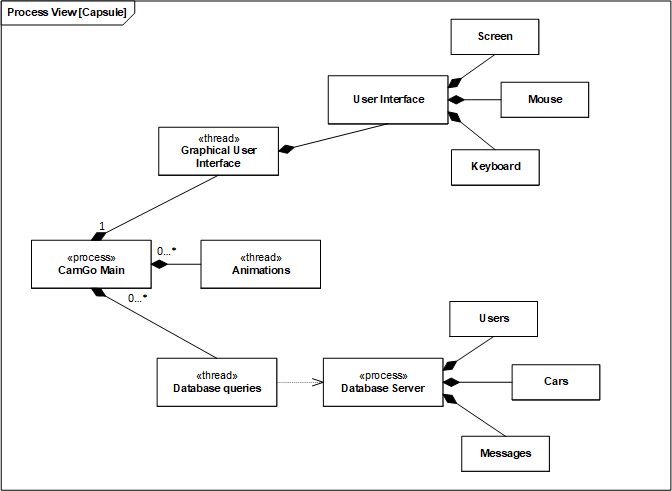 Process View [Capsule]
Screen
User Interface
Mouse
«thread»
Graphical User
Interface
Keyboard
1
«process»
CarnGo Main
0...*
«thread»
Animations
0...*
Users
«thread»
Database queries
«process»
Database Server
Cars
Messages